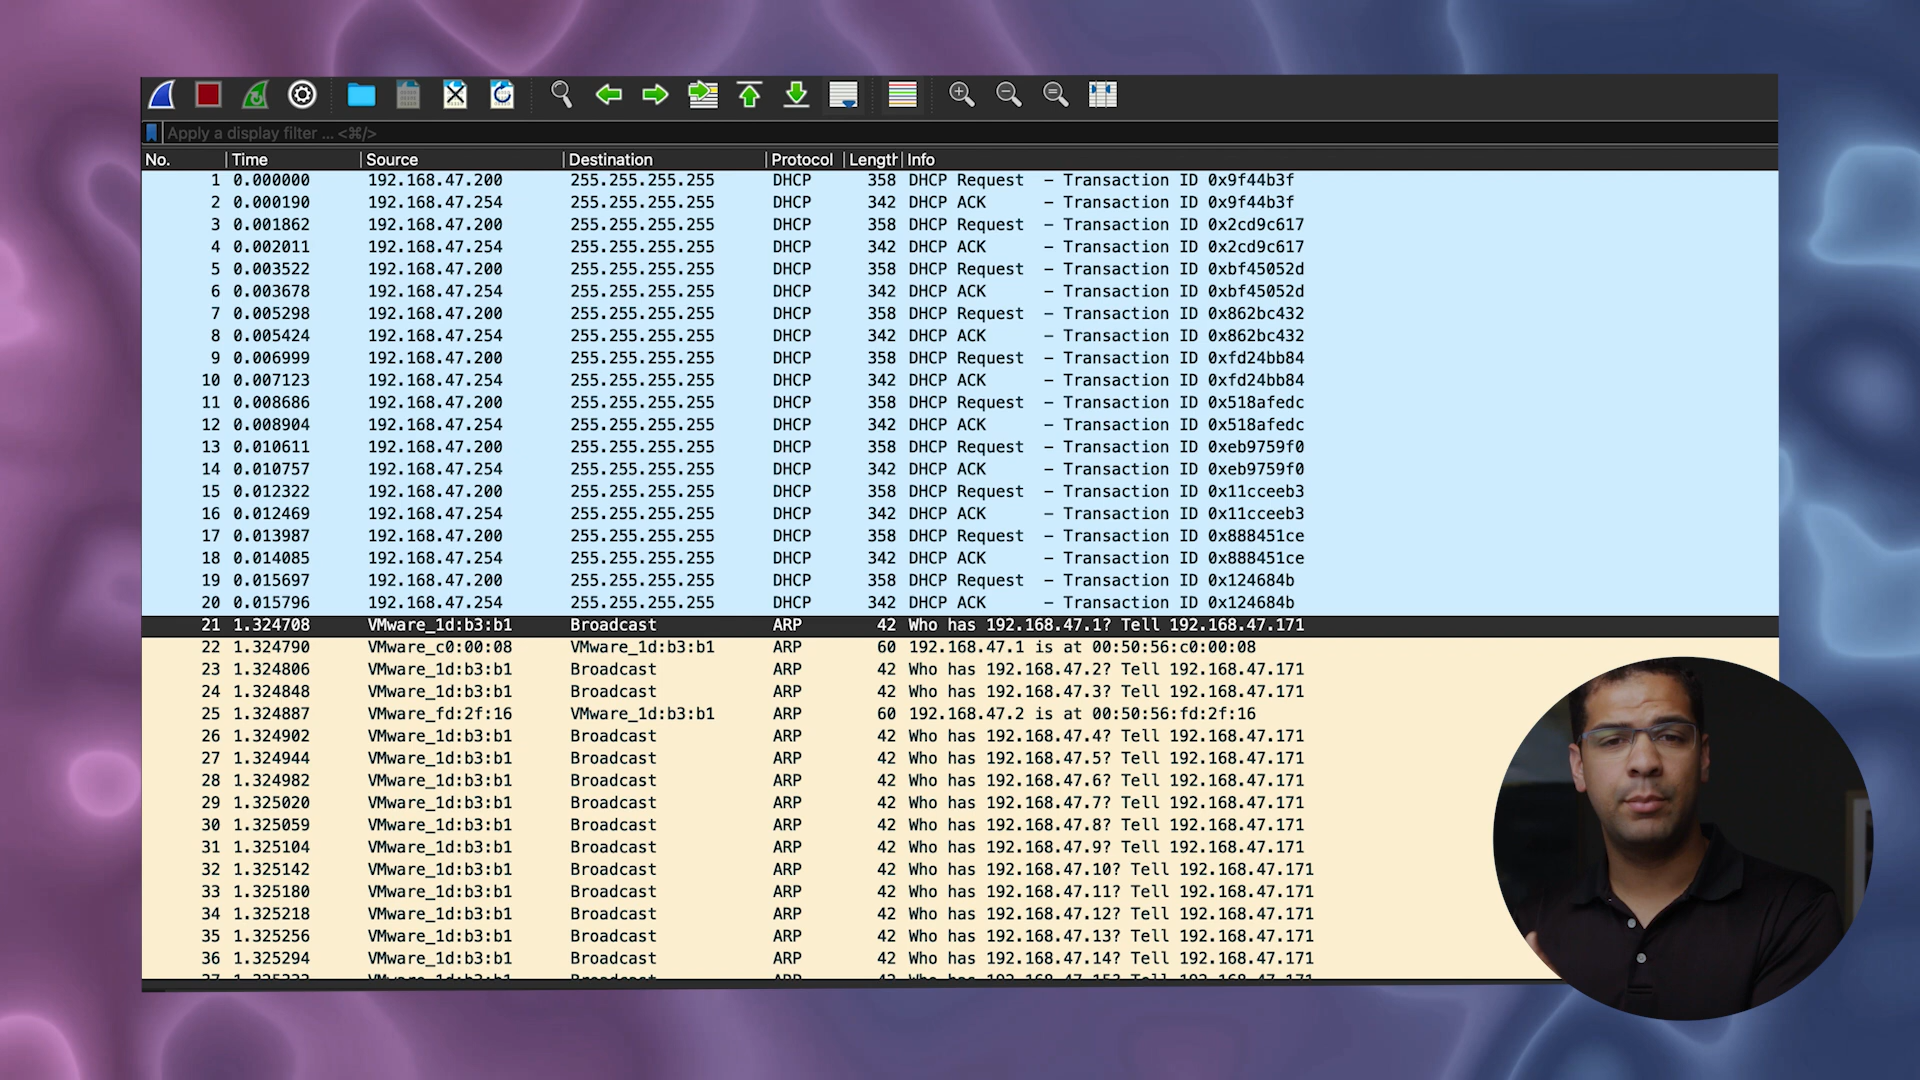 Apply a display filter ... <⌘/>
No. Time Source Destination Protocol Length Info
1 0.000000 192.168.47.200 255.255.255.255 DHCP 358 DHCP Request – Transaction ID 0x9f44b3f
2 0.000190 192.168.47.254 255.255.255.255 DHCP 342 DHCP ACK – Transaction ID 0x9f44b3f
3 0.001862 192.168.47.200 255.255.255.255 DHCP 358 DHCP Request – Transaction ID 0x2cd9c617
4 0.002011 192.168.47.254 255.255.255.255 DHCP 342 DHCP ACK – Transaction ID 0x2cd9c617
5 0.003522 192.168.47.200 255.255.255.255 DHCP 358 DHCP Request – Transaction ID 0xbf45052d
6 0.003678 192.168.47.254 255.255.255.255 DHCP 342 DHCP ACK – Transaction ID 0xbf45052d
7 0.005298 192.168.47.200 255.255.255.255 DHCP 358 DHCP Request – Transaction ID 0x862bc432
8 0.005424 192.168.47.254 255.255.255.255 DHCP 342 DHCP ACK – Transaction ID 0x862bc432
9 0.006999 192.168.47.200 255.255.255.255 DHCP 358 DHCP Request – Transaction ID 0xfd24bb84
10 0.007123 192.168.47.254 255.255.255.255 DHCP 342 DHCP ACK – Transaction ID 0xfd24bb84
11 0.008686 192.168.47.200 255.255.255.255 DHCP 358 DHCP Request – Transaction ID 0x518afedc
12 0.008904 192.168.47.254 255.255.255.255 DHCP 342 DHCP ACK – Transaction ID 0x518afedc
13 0.010611 192.168.47.200 255.255.255.255 DHCP 358 DHCP Request – Transaction ID 0xeb9759f0
14 0.010757 192.168.47.254 255.255.255.255 DHCP 342 DHCP ACK – Transaction ID 0xeb9759f0
15 0.012322 192.168.47.200 255.255.255.255 DHCP 358 DHCP Request – Transaction ID 0x11cceeb3
16 0.012469 192.168.47.254 255.255.255.255 DHCP 342 DHCP ACK – Transaction ID 0x11cceeb3
17 0.013987 192.168.47.200 255.255.255.255 DHCP 358 DHCP Request – Transaction ID 0x888451ce
18 0.014085 192.168.47.254 255.255.255.255 DHCP 342 DHCP ACK – Transaction ID 0x888451ce
19 0.015697 192.168.47.200 255.255.255.255 DHCP 358 DHCP Request – Transaction ID 0x124684b
20 0.015796 192.168.47.254 255.255.255.255 DHCP 342 DHCP ACK – Transaction ID 0x124684b
21 1.324708 VMware_1d:b3:b1 Broadcast ARP 42 Who has 192.168.47.1? Tell 192.168.47.171
22 1.324790 VMware_c0:00:08 VMware_1d:b3:b1 ARP 60 192.168.47.1 is at 00:50:56:c0:00:08
23 1.324806 VMware_1d:b3:b1 Broadcast ARP 42 Who has 192.168.47.2? Tell 192.168.47.171
24 1.324848 VMware_1d:b3:b1 Broadcast ARP 42 Who has 192.168.47.3? Tell 192.168.47.171
25 1.324887 VMware_fd:2f:16 VMware_1d:b3:b1 ARP 60 192.168.47.2 is at 00:50:56:fd:2f:16
26 1.324902 VMware_1d:b3:b1 Broadcast ARP 42 Who has 192.168.47.4? Tell 192.168.47.171
27 1.324944 VMware_1d:b3:b1 Broadcast ARP 42 Who has 192.168.47.5? Tell 192.168.47.171
28 1.324982 VMware_1d:b3:b1 Broadcast ARP 42 Who has 192.168.47.6? Tell 192.168.47.171
29 1.325020 VMware_1d:b3:b1 Broadcast ARP 42 Who has 192.168.47.7? Tell 192.168.47.171
30 1.325059 VMware_1d:b3:b1 Broadcast ARP 42 Who has 192.168.47.8? Tell 192.168.47.171
31 1.325104 VMware_1d:b3:b1 Broadcast ARP 42 Who has 192.168.47.9? Tell 192.168.47.171
32 1.325142 VMware_1d:b3:b1 Broadcast ARP 42 Who has 192.168.47.10? Tell 192.168.47.171
33 1.325180 VMware_1d:b3:b1 Broadcast ARP 42 Who has 192.168.47.11? Tell 192.168.47.171
34 1.325218 VMware_1d:b3:b1 Broadcast ARP 42 Who has 192.168.47.12? Tell 192.168.47.171
35 1.325256 VMware_1d:b3:b1 Broadcast ARP 42 Who has 192.168.47.13? Tell 192.168.47.171
36 1.325294 VMware_1d:b3:b1 Broadcast ARP 42 Who has 192.168.47.14? Tell 192.168.47.171